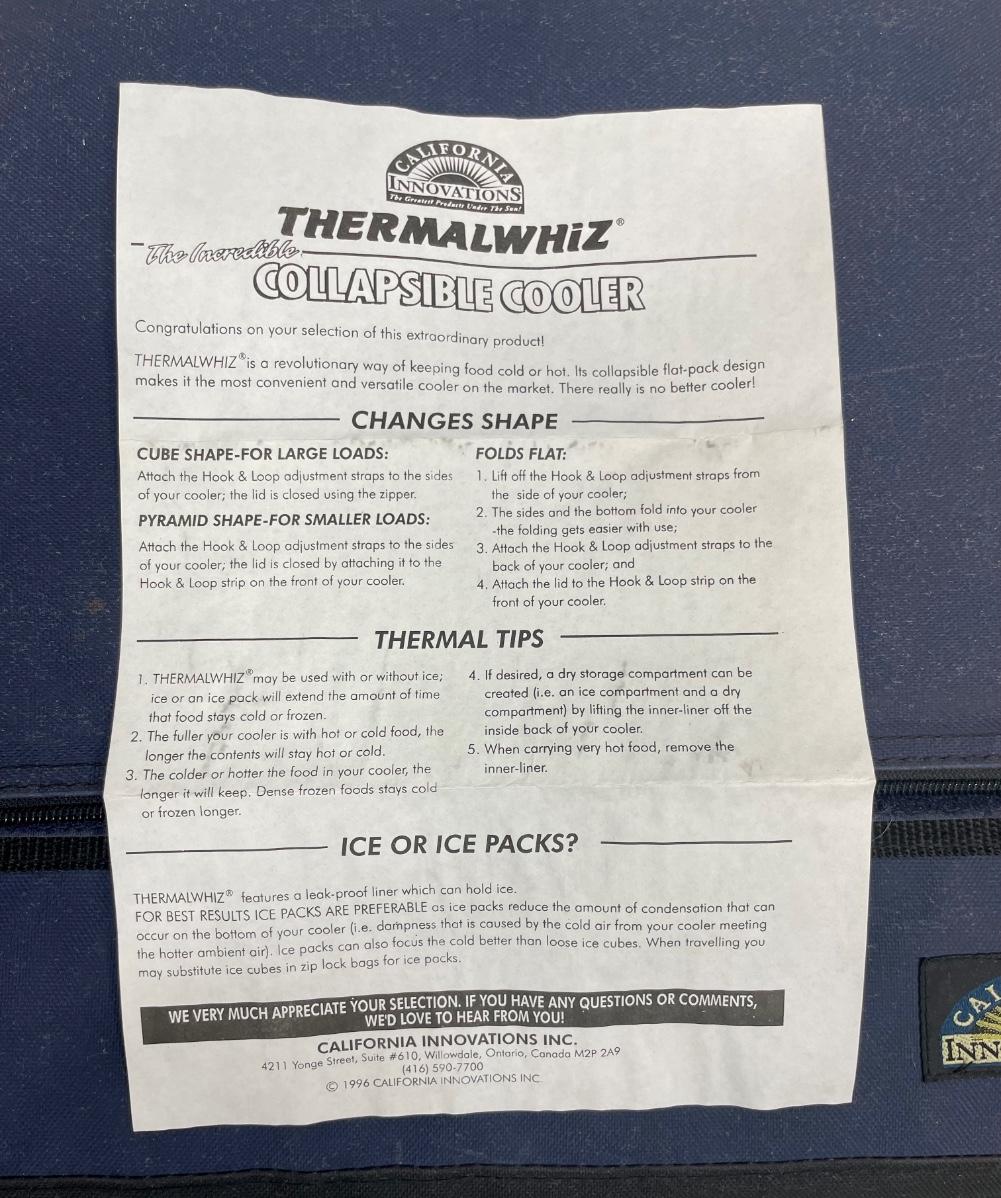 CALIFORNIA
INNOVATIONS
The Greatest Products Under The Sun!
THERMALWHiZ®
The Incredible
COLLAPSIBLE COOLER
Congratulations on your selection of this extraordinary product!
THERMALWHIZ® is a revolutionary way of keeping food cold or hot. Its collapsible flat-pack design
makes it the most convenient and versatile cooler on the market. There really is no better cooler!
CHANGES SHAPE
CUBE SHAPE-FOR LARGE LOADS:
Attach the Hook & Loop adjustment straps to the sides
of your cooler; the lid is closed using the zipper.
PYRAMID SHAPE-FOR SMALLER LOADS:
Attach the Hook & Loop adjustment straps to the sides
of your cooler; the lid is closed by attaching it to the
Hook & Loop strip on the front of your cooler.
FOLDS FLAT:
1. Lift off the Hook & Loop adjustment straps from
the side of your cooler;
2. The sides and the bottom fold into your cooler
-the folding gets easier with use;
3. Attach the Hook & Loop adjustment straps to the
back of your cooler; and
4. Attach the lid to the Hook & Loop strip on the
front of your cooler.
THERMAL TIPS
1. THERMALWHIZ® may be used with or without ice;
ice or an ice pack will extend the amount of time
that food stays cold or frozen.
2. The fuller your cooler is with hot or cold food, the
longer the contents will stay hot or cold.
3. The colder or hotter the food in your cooler, the
longer it will keep. Dense frozen foods stays cold
or frozen longer.
4. If desired, a dry storage compartment can be
created (i.e. an ice compartment and a dry
compartment) by lifting the inner-liner off the
inside back of your cooler.
5. When carrying very hot food, remove the
inner-liner.
ICE OR ICE PACKS?
THERMALWHIZ® features a leak-proof liner which can hold ice.
FOR BEST RESULTS ICE PACKS ARE PREFERABLE as ice packs reduce the amount of condensation that can
occur on the bottom of your cooler (i.e. dampness that is caused by the cold air from your cooler meeting
the hotter ambient air). Ice packs can also focus the cold better than loose ice cubes. When travelling you
may substitute ice cubes in zip lock bags for ice packs.
WE VERY MUCH APPRECIATE YOUR SELECTION. IF YOU HAVE ANY QUESTIONS OR COMMENTS,
WE'D LOVE TO HEAR FROM YOU!
CALIFORNIA INNOVATIONS INC.
4211 Yonge Street, Suite #610, Willowdale, Ontario, Canada M2P 2A9
(416) 590-7700
© 1996 CALIFORNIA INNOVATIONS INC.
CAL
INN